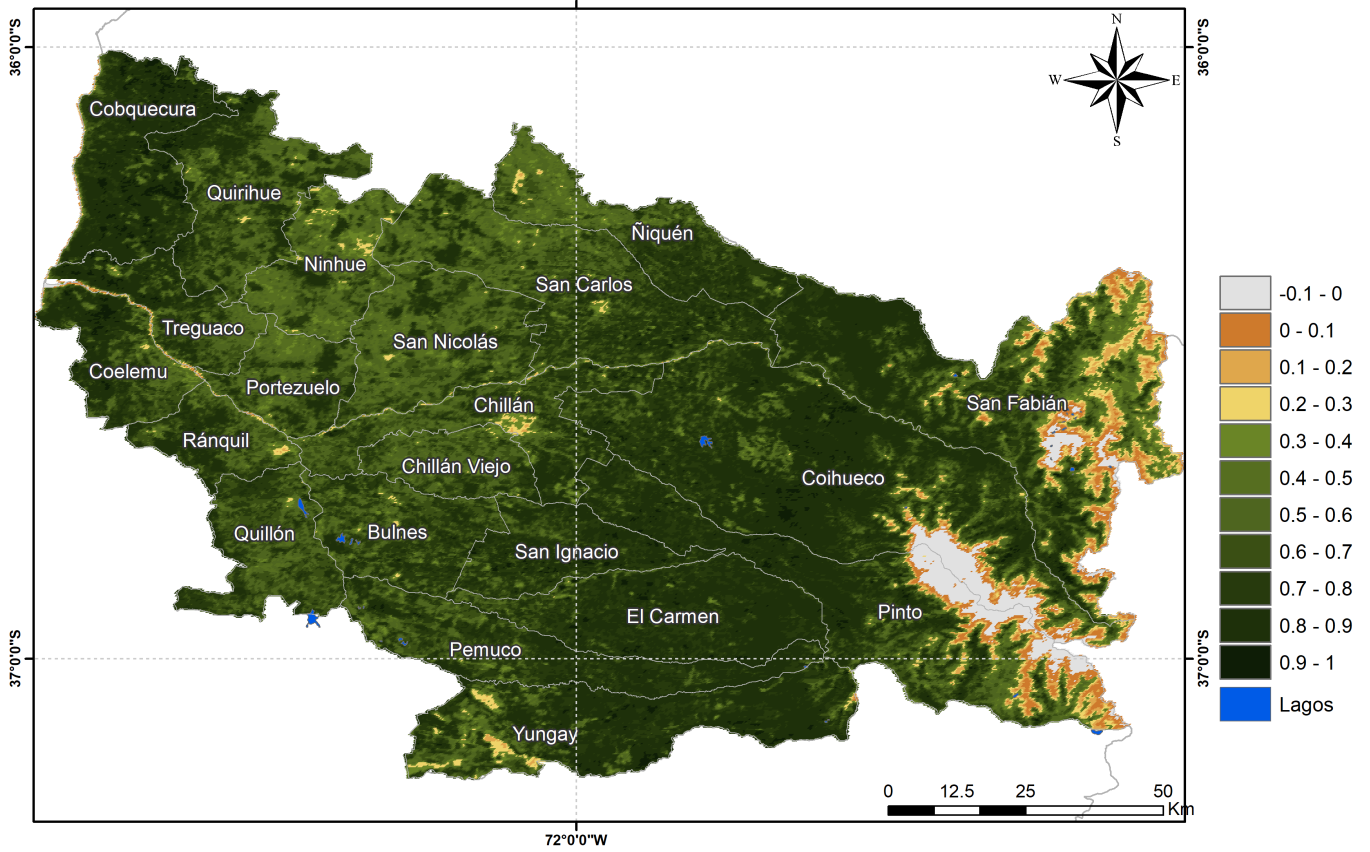 36°0'0"S
36°0'0"S
N
W
E
S
Cobquecura
Quirihue
Ñiquén
Ninhue
San Carlos
-0.1 - 0
Treguaco
0 - 0.1
San Nicolás
Coelemu
0.1 - 0.2
Portezuelo
Chillán
San Fabián
0.2 - 0.3
Ránquil
0.3 - 0.4
Chillán Viejo
Coihueco
0.4 - 0.5
Quillón
Bulnes
0.5 - 0.6
San Ignacio
0.6 - 0.7
0.7 - 0.8
El Carmen
Pinto
0.8 - 0.9
Pemuco
0.9 - 1
37°0'0"S
37°0'0"S
Lagos
Yungay
0 12.5 25 50
Km
72°0'0"W